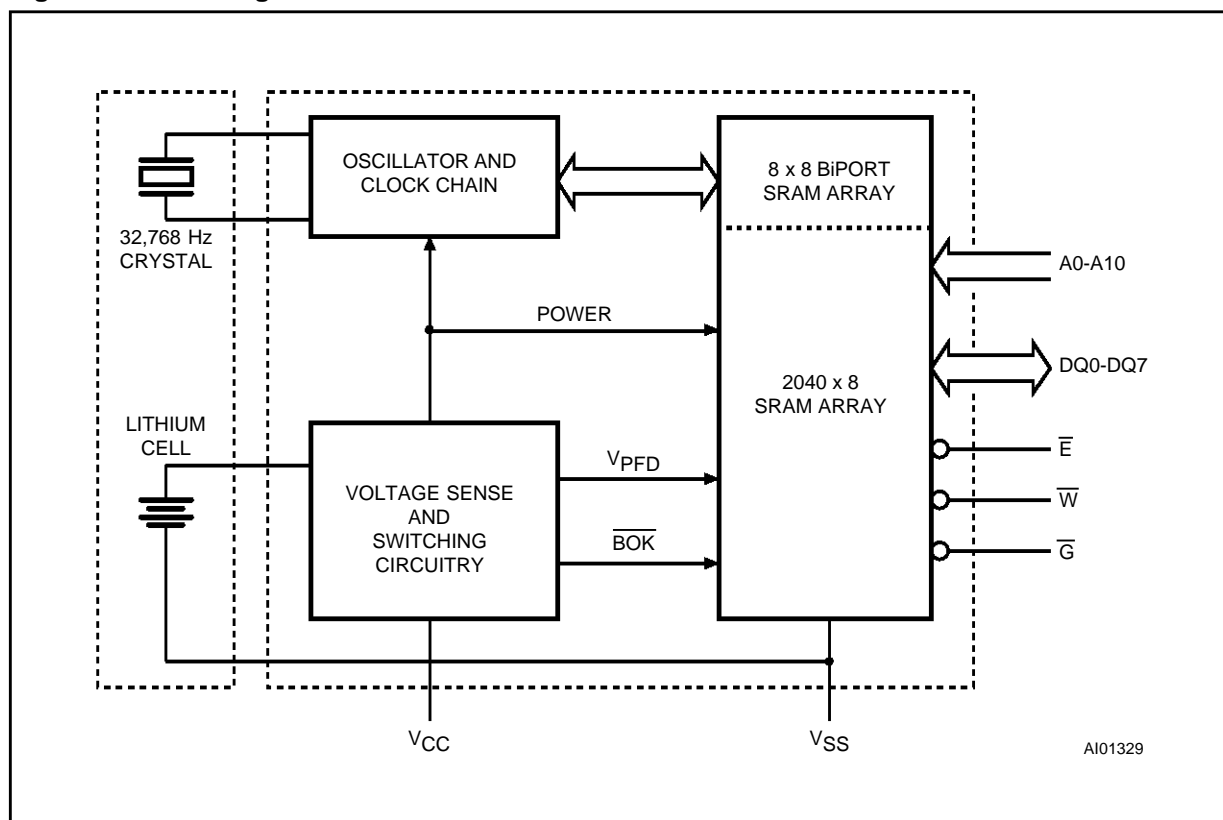 OSCILLATOR AND
CLOCK CHAIN
8 x 8 BiPORT
SRAM ARRAY
32,768 Hz
CRYSTAL
A0-A10
POWER
DQ0-DQ7
2040 x 8
SRAM ARRAY
LITHIUM
CELL
VOLTAGE SENSE
AND
SWITCHING
CIRCUITRY
VPFD
B̅O̅K̅
E̅
W̅
G̅
VCC
VSS
AI01329